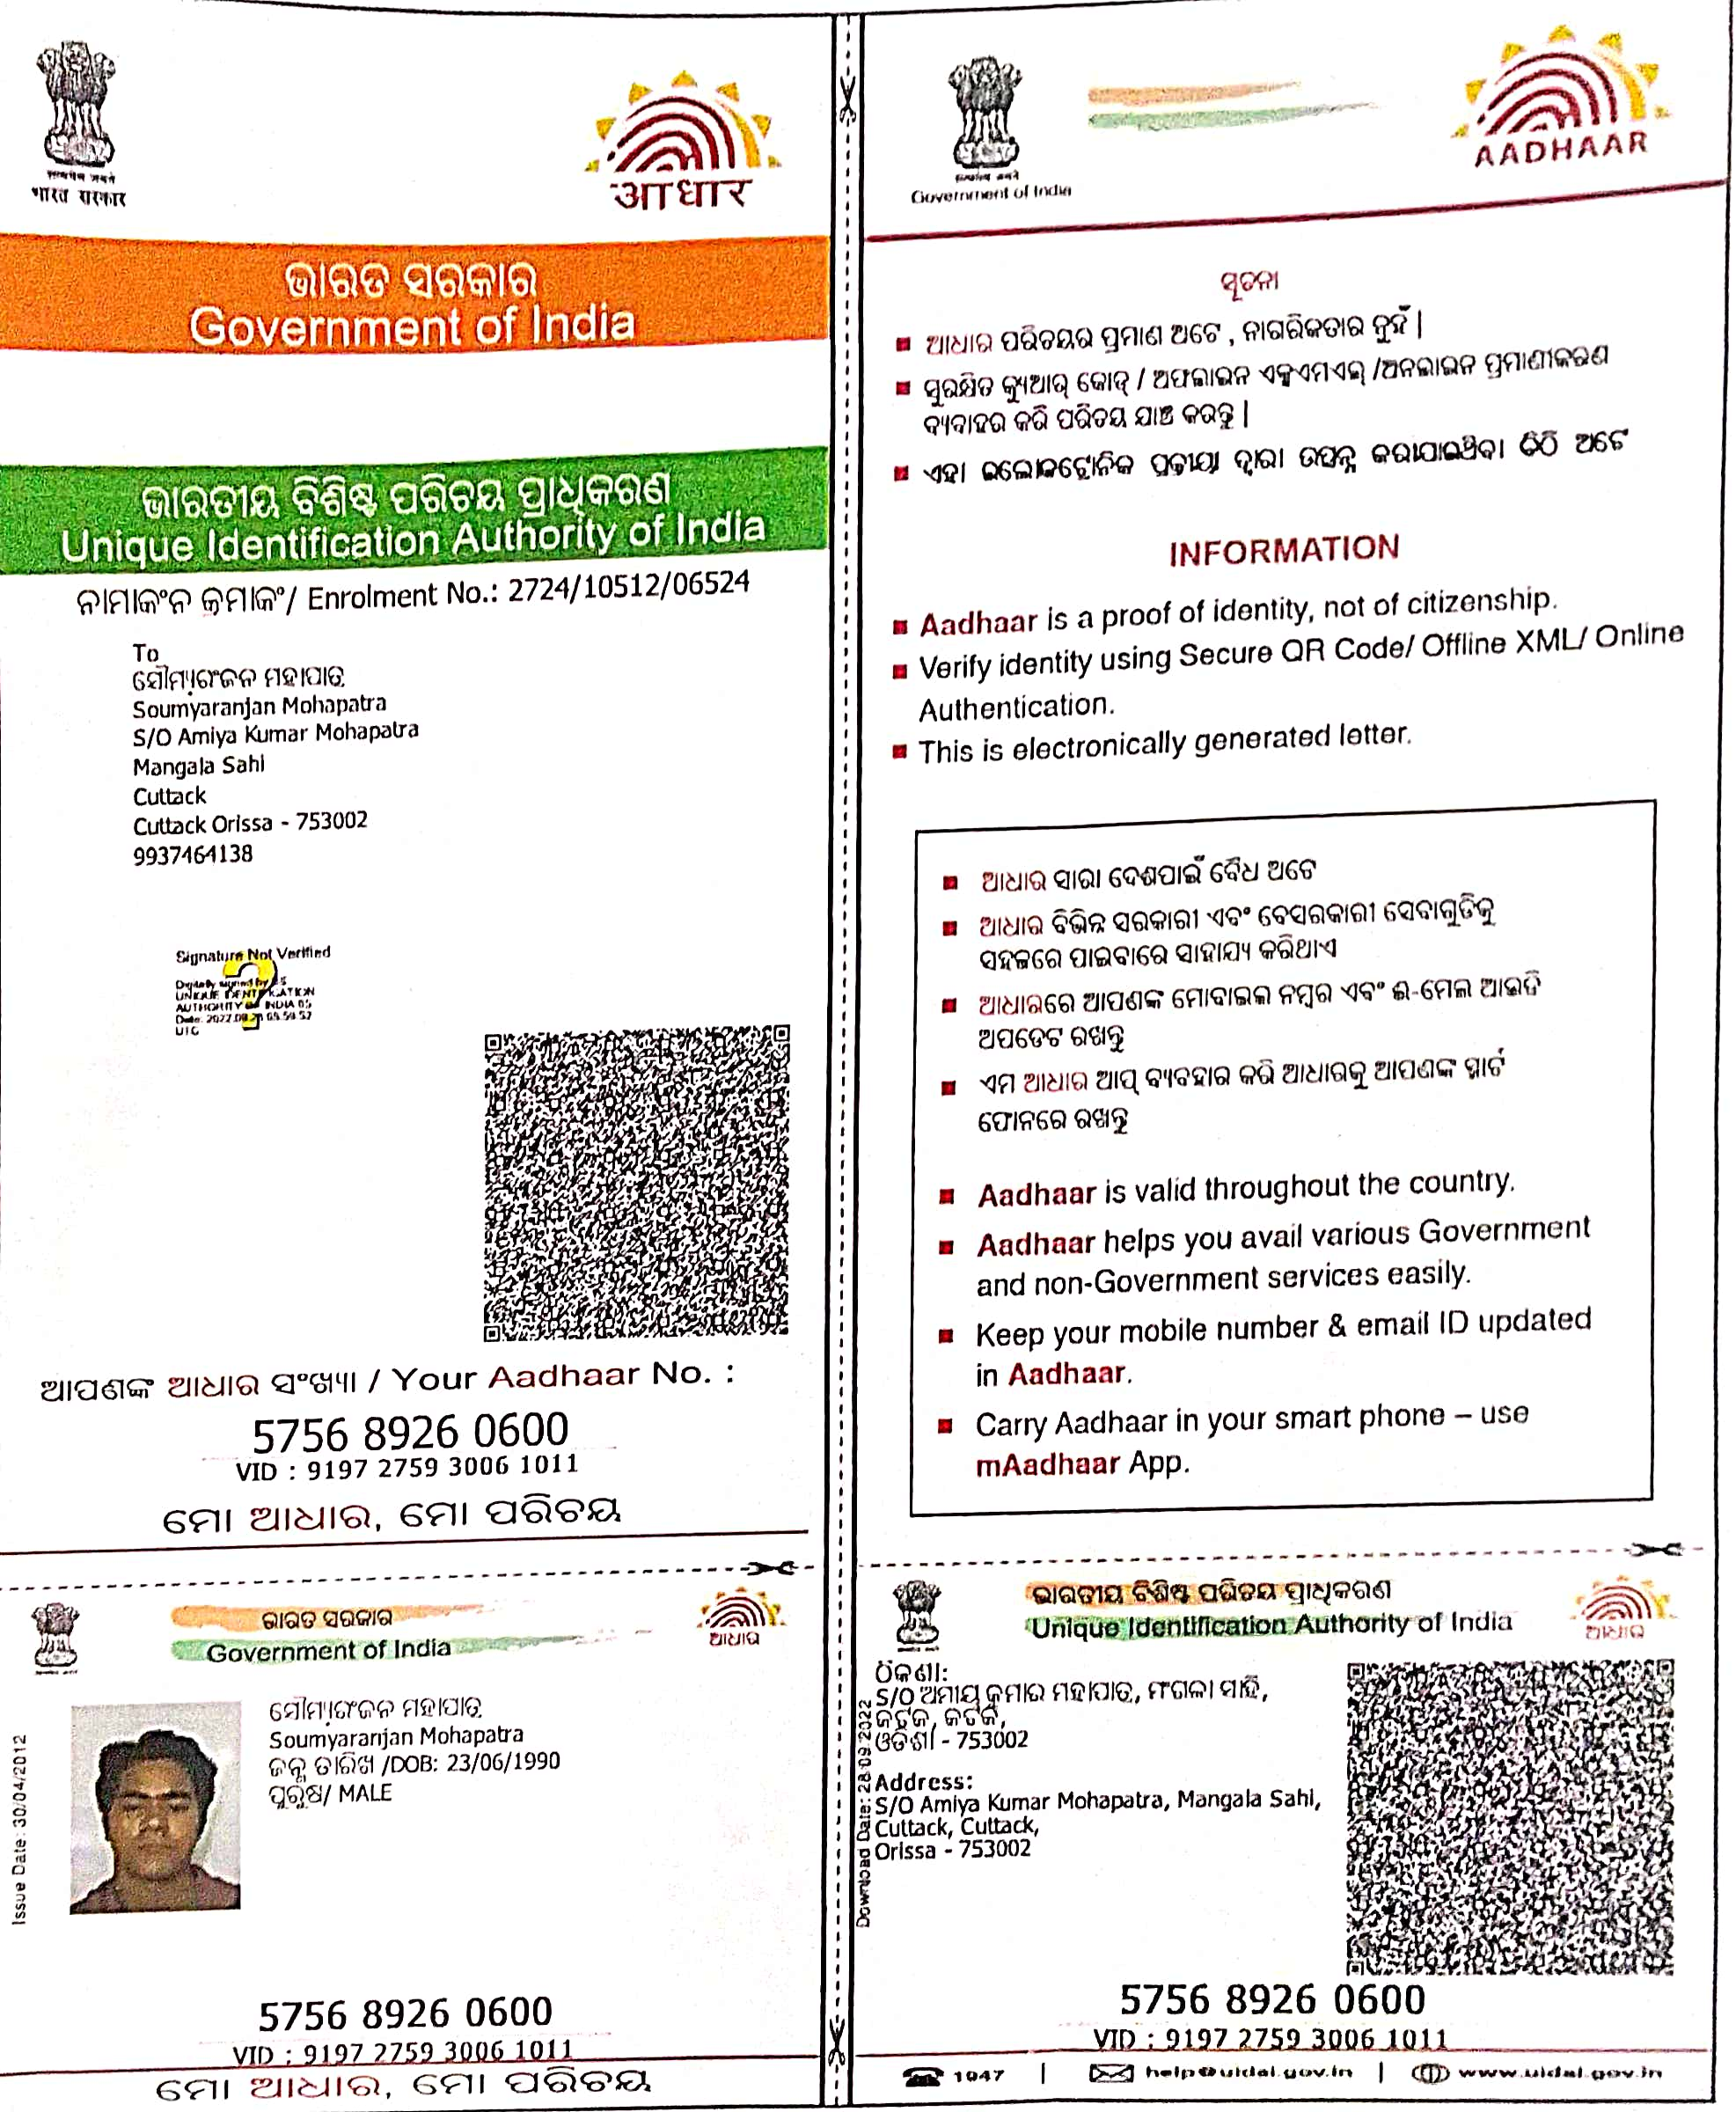 सत्यमेव जयते
भारत सरकार
आधार
ଭାରତ ସରକାର
Government of India
ଭାରତୀୟ ବିଶିଷ୍ଟ ପରିଚୟ ପ୍ରାଧିକରଣ
Unique Identification Authority of India
ନାମାକଂନ କ୍ରମାକଂ/ Enrolment No.: 2724/10512/06524
To
ସୌମ୍ୟରଂଜନ ମହାପାତ୍ର
Soumyaranjan Mohapatra
S/O Amiya Kumar Mohapatra
Mangala Sahi
Cuttack
Cuttack Orissa - 753002
9937464138
Signature Not Verified
Digitally signed by DS
UNIQUE IDENTIFICATION
AUTHORITY OF INDIA 05
UTC
ଆପଣଙ୍କ ଆଧାର ସଂଖ୍ୟା / Your Aadhaar No. :
5756 8926 0600
VID : 9197 2759 3006 1011
ମୋ ଆଧାର, ମୋ ପରିଚୟ
Government of India
AADHAAR
ସୂଚନା
ଆଧାର ପରିଚୟର ପ୍ରମାଣ ଅଟେ , ନାଗରିକତାର ନୁହଁ |
ସୁରକ୍ଷିତ କ୍ୟୁଆର୍ କୋଡ୍ / ଅଫଲାଇନ ଏକ୍ସଏମଏଲ୍ /ଅନଲାଇନ ପ୍ରମାଣୀକରଣ
ବ୍ୟବାହର କରି ପରିଚୟ ଯାଞ୍ଚ କରନ୍ତୁ |
ଏହା ଇଲୋକଟ୍ରୋନିକ ପ୍ରକ୍ରୀୟା ଦ୍ୱାରା ଉତ୍ପନ୍ନ କରାଯାଇଥିବା ଚିଠି ଅଟେ
INFORMATION
Aadhaar is a proof of identity, not of citizenship.
Verify identity using Secure QR Code/ Offline XML/ Online
Authentication.
This is electronically generated letter.
ଆଧାର ସାରା ଦେଶପାଇଁ ବୈଧ ଅଟେ
ଆଧାର ବିଭିନ୍ନ ସରକାରୀ ଏବଂ ବେସରକାରୀ ସେବାଗୁଡିକୁ
ସହଜରେ ପାଇବାରେ ସାହାଯ୍ୟ କରିଥାଏ
ଆଧାରରେ ଆପଣଙ୍କ ମୋବାଇଲ ନମ୍ବର ଏବଂ ଈ-ମେଲ ଆଇଡି
ଅପଡେଟ ରଖନ୍ତୁ
ଏମ ଆଧାର ଆପ୍ ବ୍ୟବହାର କରି ଆଧାରକୁ ଆପଣଙ୍କ ସ୍ମାର୍ଟ
ଫୋନରେ ରଖନ୍ତୁ
Aadhaar is valid throughout the country.
Aadhaar helps you avail various Government
and non-Government services easily.
Keep your mobile number & email ID updated
in Aadhaar.
Carry Aadhaar in your smart phone – use
mAadhaar App.
ଭାରତ ସରକାର
Government of India
ଆଧାର
Issue Date: 30/04/2012
ସୌମ୍ୟରଂଜନ ମହାପାତ୍ର
Soumyaranjan Mohapatra
ଜନ୍ମ ତାରିଖ /DOB: 23/06/1990
ପୁରୁଷ/ MALE
5756 8926 0600
VID : 9197 2759 3006 1011
ମୋ ଆଧାର, ମୋ ପରିଚୟ
ଭାରତୀୟ ବିଶିଷ୍ଟ ପରିଚୟ ପ୍ରାଧିକରଣ
Unique Identification Authority of India
ଆଧାର
Download Date: 28/09/2022
ଠିକଣା:
S/O ଅମୀୟ କୁମାର ମହାପାତ୍ର, ମଂଗଳା ସାହି,
କଟକ, କଟକ,
ଓଡିଶା - 753002
Address:
S/O Amiya Kumar Mohapatra, Mangala Sahi,
Cuttack, Cuttack,
Orissa - 753002
5756 8926 0600
VID : 9197 2759 3006 1011
1947 | help@uidai.gov.in | www.uidai.gov.in